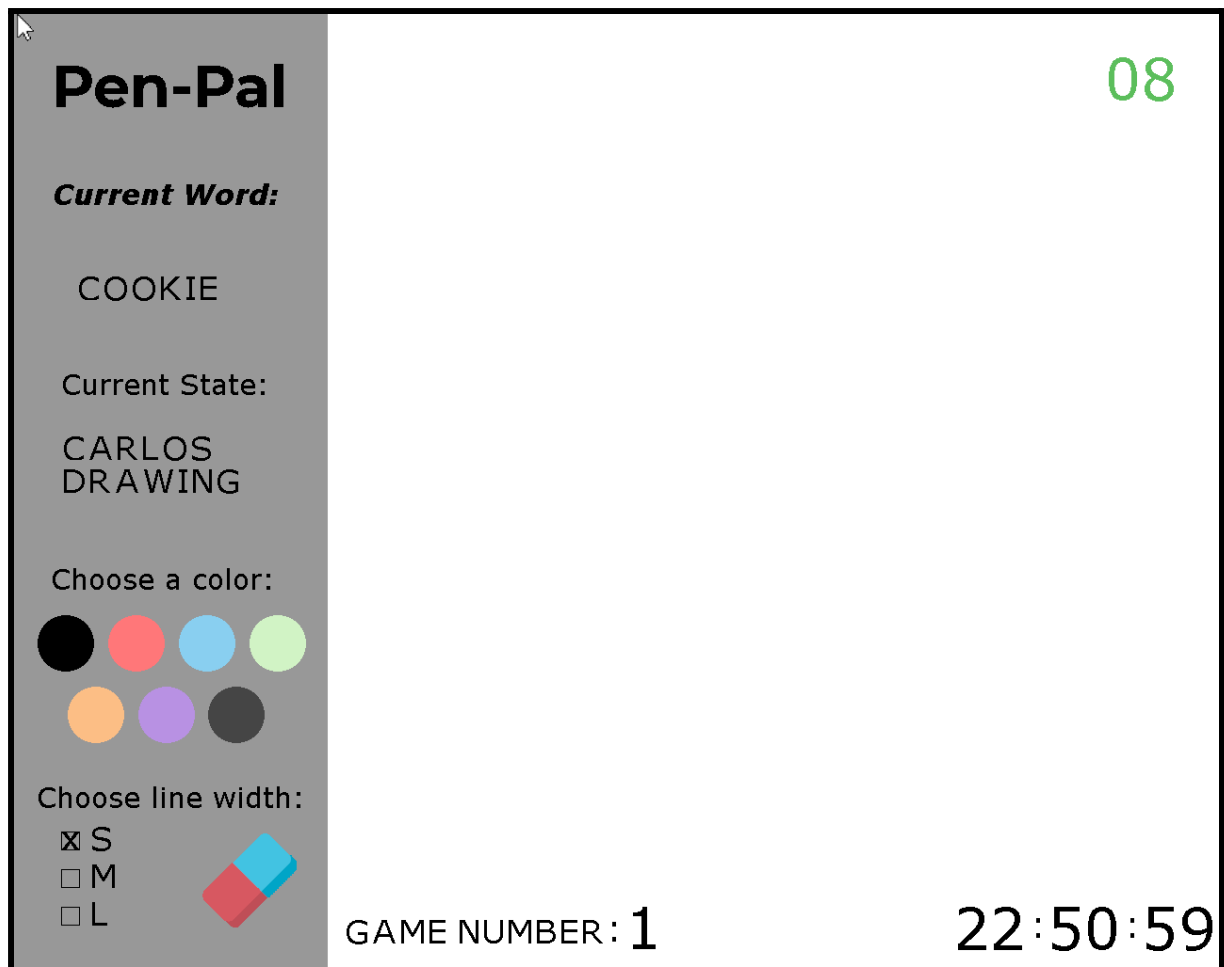 Pen-Pal
08
Current Word:
COOKIE
Current State:
CARLOS
DRAWING
Choose a color:
Choose line width:
S
M
L
GAME NUMBER: 1
22:50:59